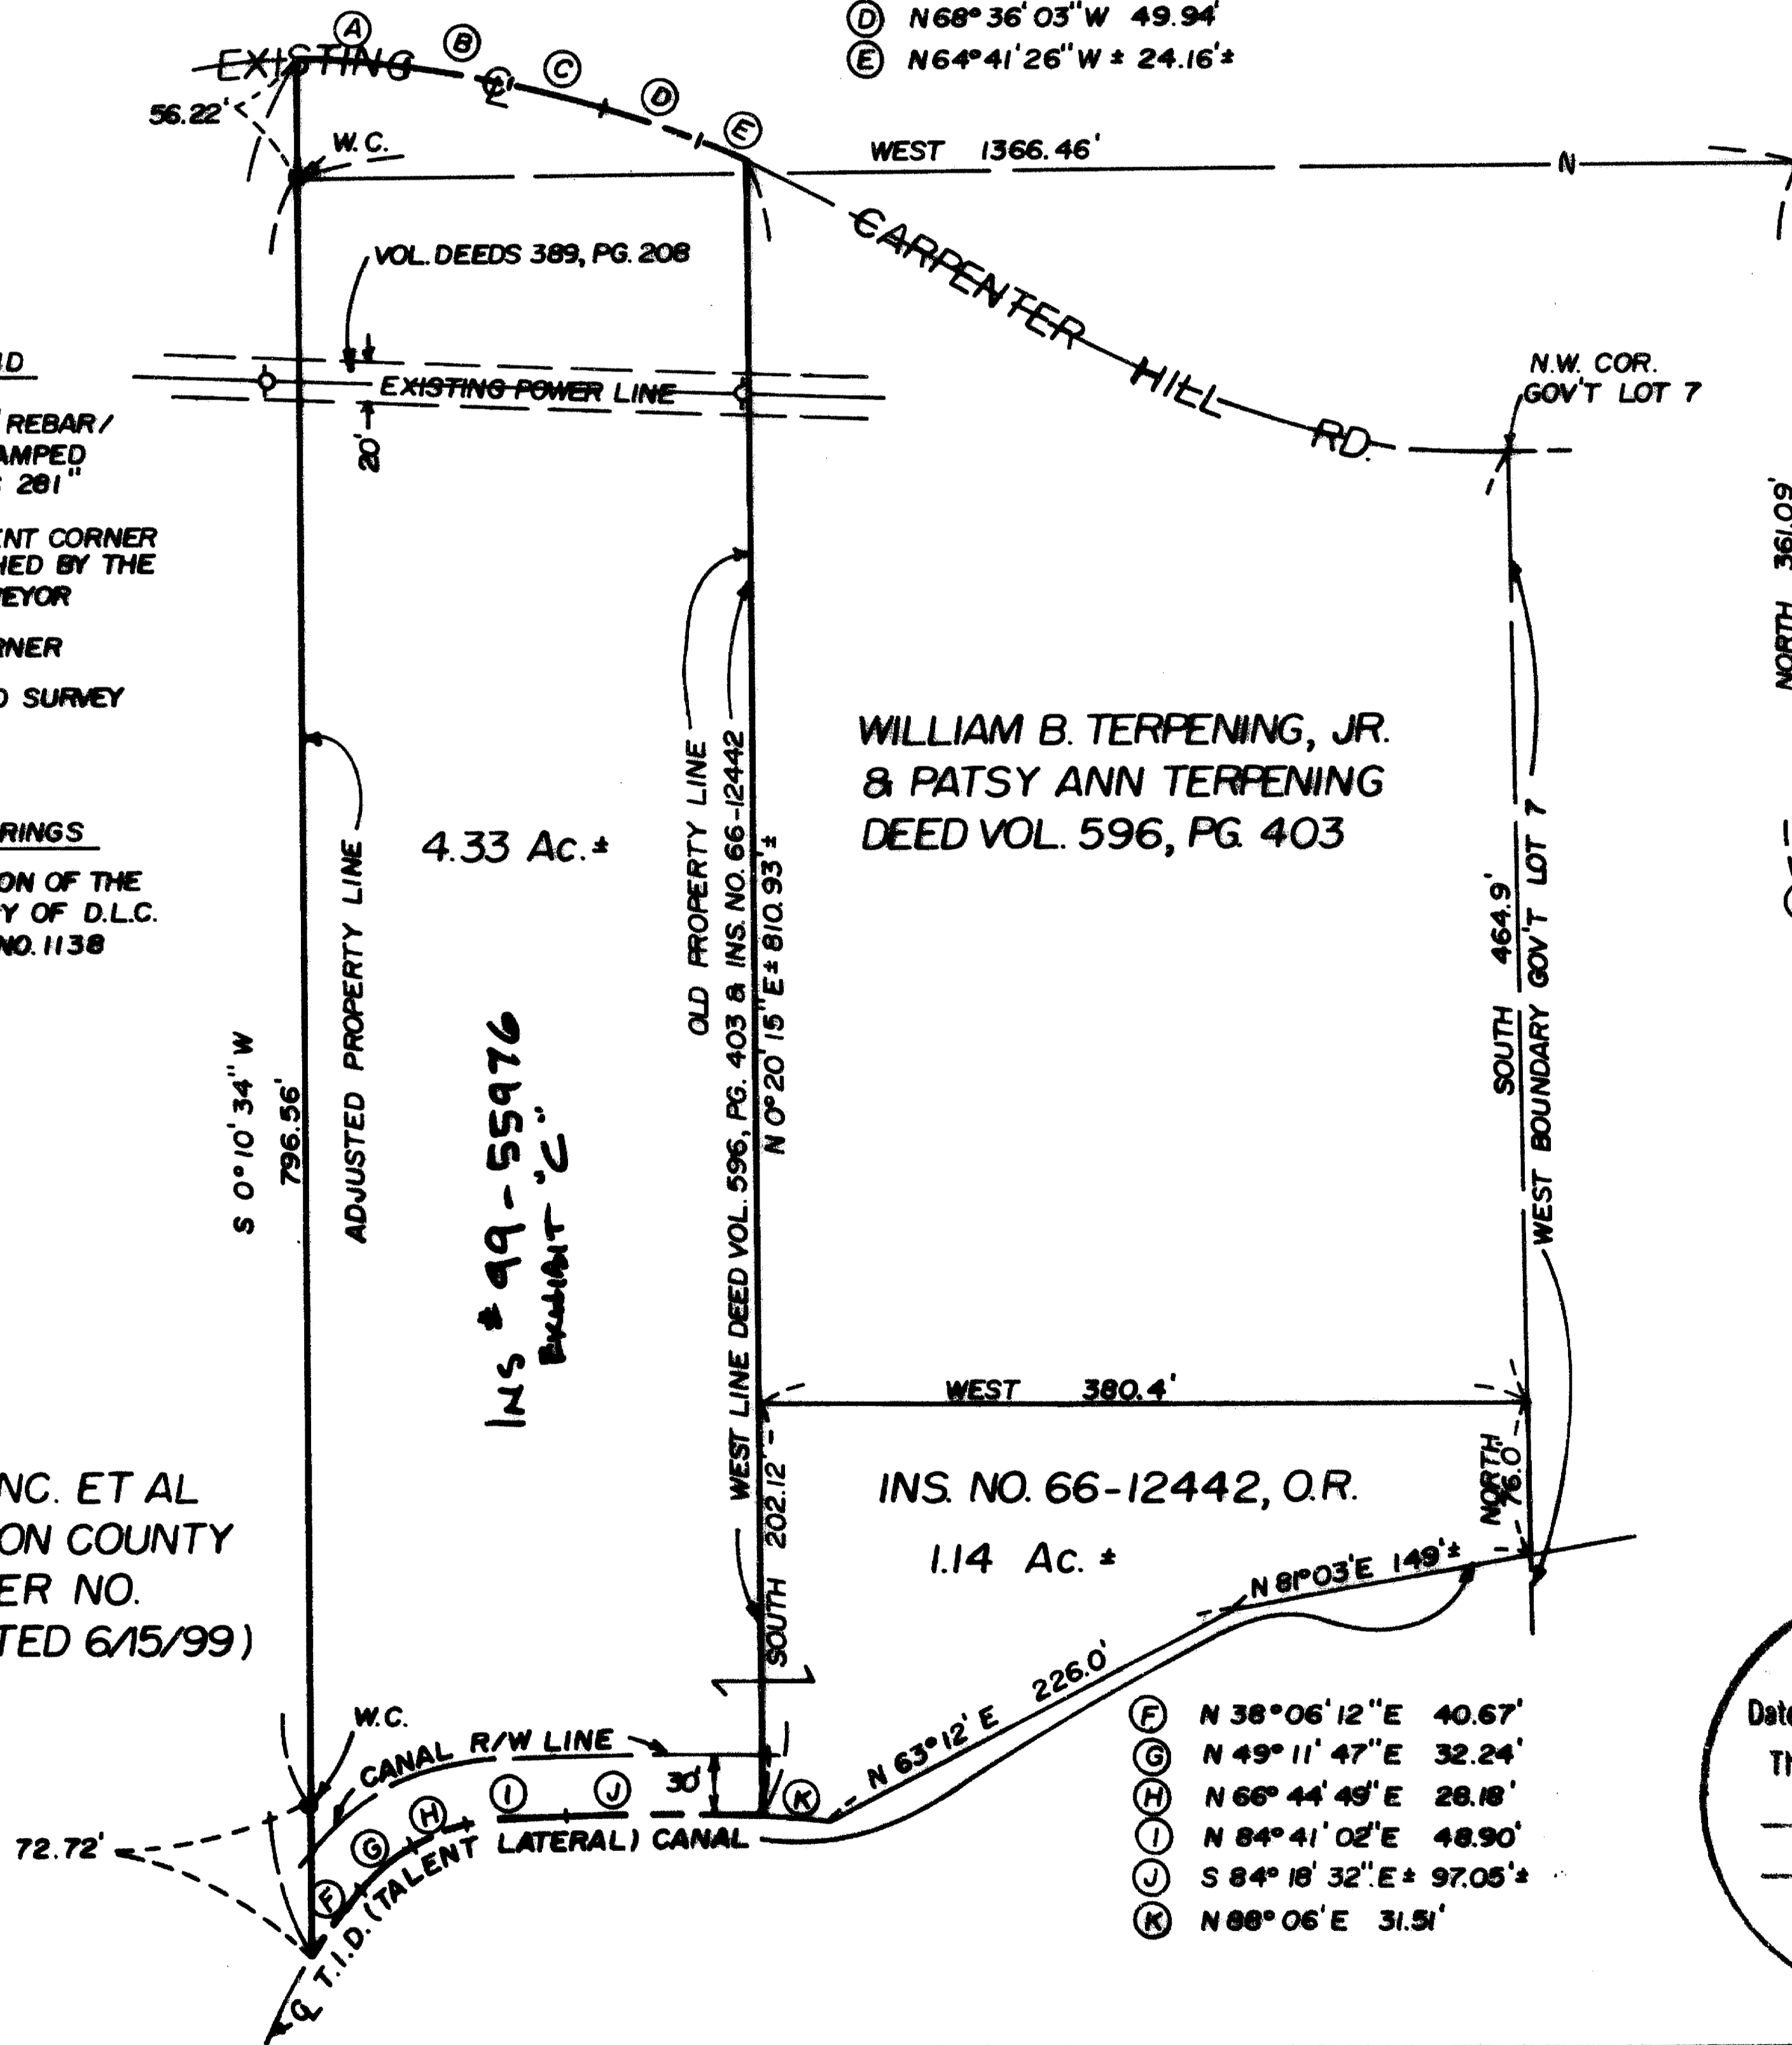 Ⓓ N68° 36' 03"W 49.94'
Ⓔ N64° 41' 26" W ± 24.16'±
EXISTING
A
B
C
D
E
℄
56.22'
W.C.
WEST 1366.46'
N
VOL. DEEDS 389, PG. 208
CARPENTER HILL RD.
EXISTING POWER LINE
20'
N.W. COR.
GOV'T LOT 7
NORTH 361.09'
REBAR/
AMPED
281"
ENT CORNER
HED BY THE
EYOR
RNER
SURVEY
RINGS
ON OF THE
Y OF D.L.C.
NO. 1138
WILLIAM B. TERPENING, JR.
& PATSY ANN TERPENING
DEED VOL. 596, PG. 403
4.33 Ac.±
S 0° 10' 34" W
796.56'
ADJUSTED PROPERTY LINE
INS # 99-55976
EXHIBIT "C"
OLD PROPERTY LINE
WEST LINE DEED VOL. 596, PG. 403 & INS. NO. 66-12442
N 0° 20' 15" E± 810.93'±
SOUTH 464.9'
WEST BOUNDARY GOV'T LOT 7
WEST 380.4'
NORTH
76.0'
SOUTH 202.12'
INS. NO. 66-12442, O.R.
1.14 Ac. ±
N 81° 03' E 149'±
N 63° 12' E 226.0'
NC. ET AL
ON COUNTY
ER NO.
TED 6/15/99)
W.C.
CANAL R/W LINE
30'
72.72'
F
G
H
I
J
K
℄ T.I.D. (TALENT LATERAL) CANAL
Ⓕ N 38° 06' 12" E 40.67'
Ⓖ N 49° 11' 47" E 32.24'
Ⓗ N 66° 44' 49" E 28.18'
Ⓘ N 84° 41' 02" E 48.90'
Ⓙ S 84° 18' 32". E ± 97.05'±
Ⓚ N 88° 06' E 31.51'
Date
Th